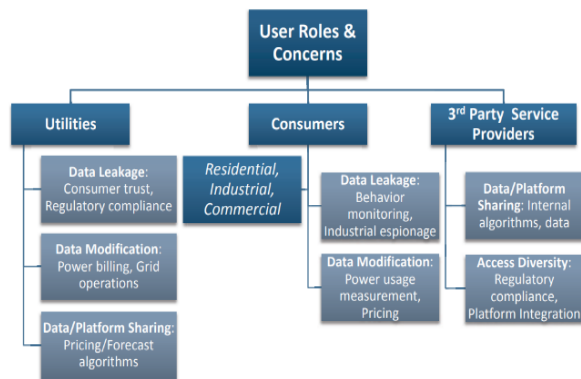 User Roles &
Concerns
Utilities
Data Leakage:
Consumer trust,
Regulatory compliance
Data Modification:
Power billing, Grid
operations
Data/Platform Sharing:
Pricing/Forecast
algorithms
Consumers
Residential,
Industrial,
Commercial
Data Leakage:
Behavior
monitoring,
Industrial espionage
Data Modification:
Power usage
measurement,
Pricing
3rd Party Service
Providers
Data/Platform
Sharing: Internal
algorithms, data
Access Diversity:
Regulatory
compliance,
Platform Integration